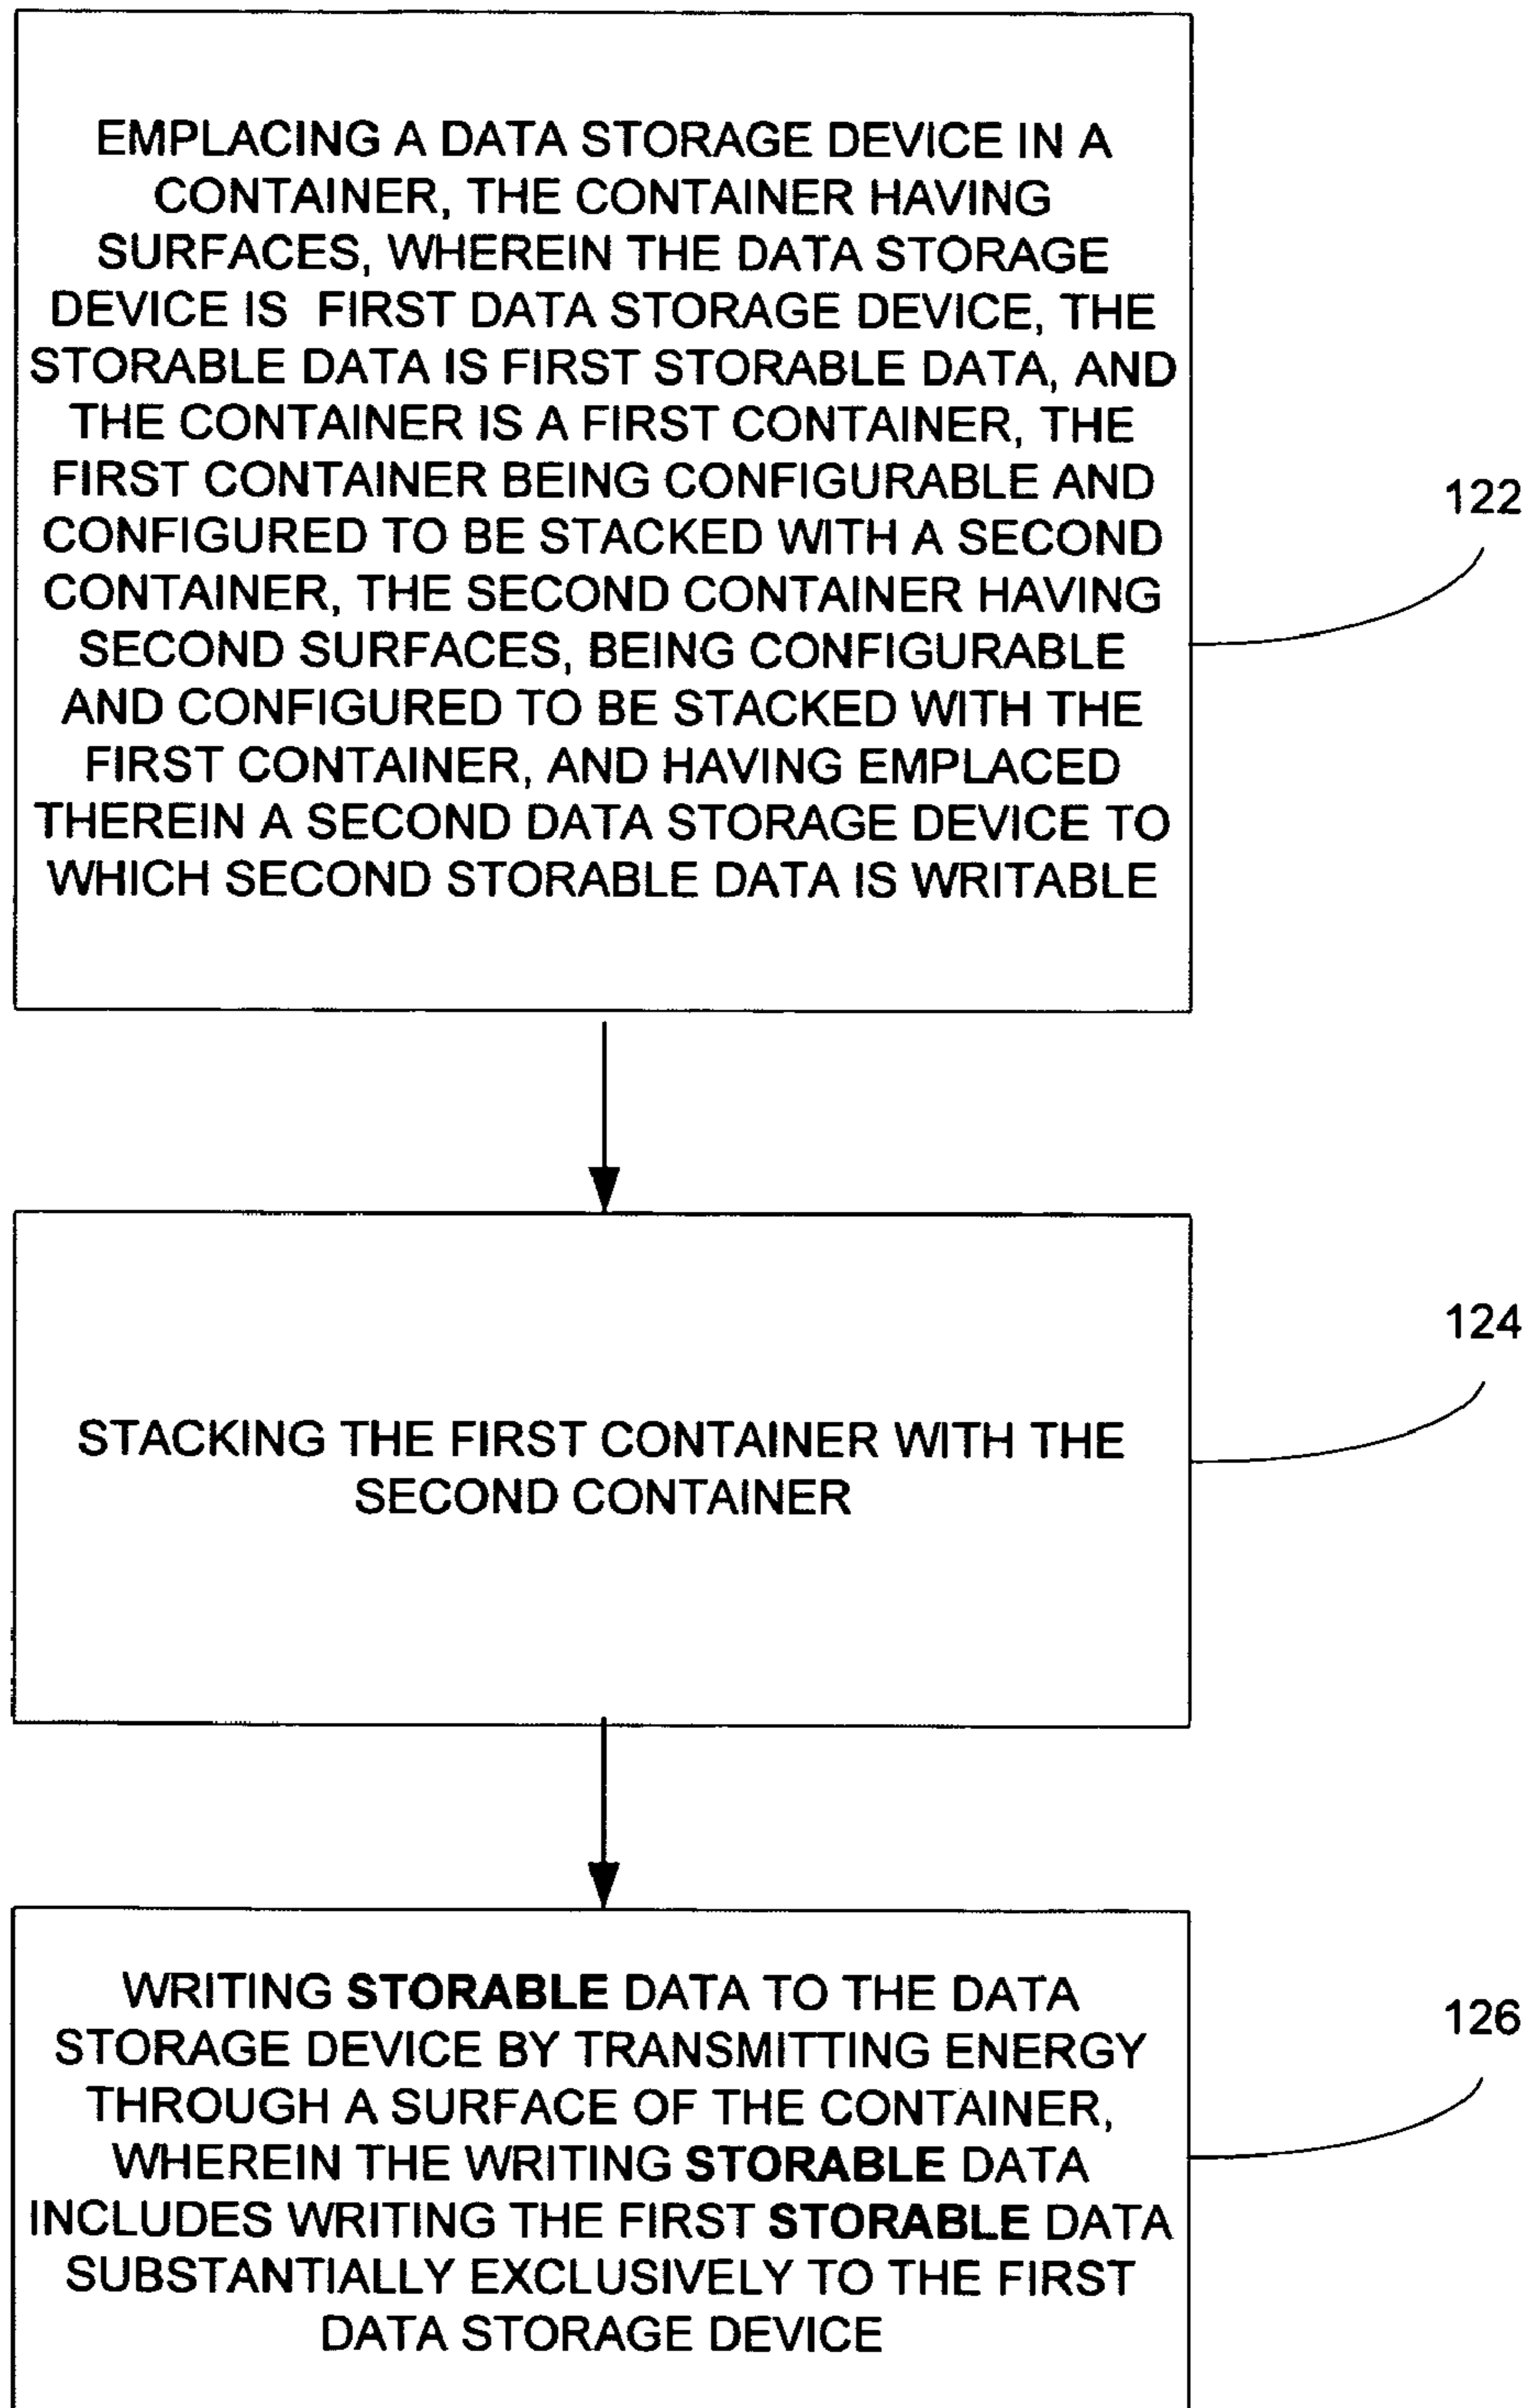 EMPLACING A DATA STORAGE DEVICE IN A
CONTAINER, THE CONTAINER HAVING
SURFACES, WHEREIN THE DATA STORAGE
DEVICE IS  FIRST DATA STORAGE DEVICE, THE
STORABLE DATA IS FIRST STORABLE DATA, AND
THE CONTAINER IS A FIRST CONTAINER, THE
FIRST CONTAINER BEING CONFIGURABLE AND
CONFIGURED TO BE STACKED WITH A SECOND
CONTAINER, THE SECOND CONTAINER HAVING
SECOND SURFACES, BEING CONFIGURABLE
AND CONFIGURED TO BE STACKED WITH THE
FIRST CONTAINER, AND HAVING EMPLACED
THEREIN A SECOND DATA STORAGE DEVICE TO
WHICH SECOND STORABLE DATA IS WRITABLE
122
STACKING THE FIRST CONTAINER WITH THE
SECOND CONTAINER
124
WRITING STORABLE DATA TO THE DATA
STORAGE DEVICE BY TRANSMITTING ENERGY
THROUGH A SURFACE OF THE CONTAINER,
WHEREIN THE WRITING STORABLE DATA
INCLUDES WRITING THE FIRST STORABLE DATA
SUBSTANTIALLY EXCLUSIVELY TO THE FIRST
DATA STORAGE DEVICE
126